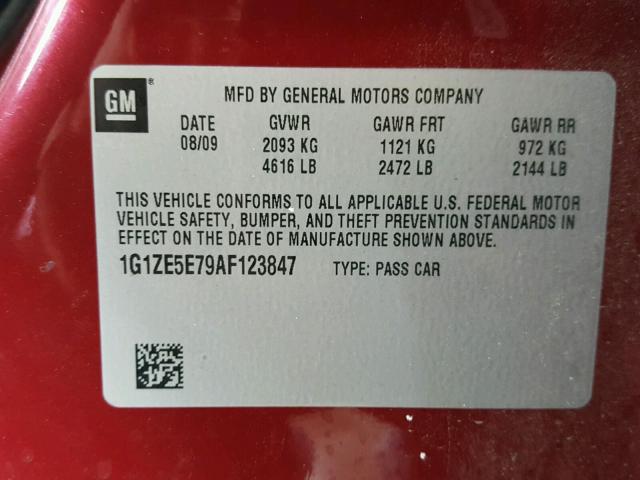 GM ®
MFD BY GENERAL MOTORS COMPANY
DATE GVWR GAWR FRT GAWR RR
08/09 2093 KG 1121 KG 972 KG
4616 LB 2472 LB 2144 LB
THIS VEHICLE CONFORMS TO ALL APPLICABLE U.S. FEDERAL MOTOR
VEHICLE SAFETY, BUMPER, AND THEFT PREVENTION STANDARDS IN
EFFECT ON THE DATE OF MANUFACTURE SHOWN ABOVE.
1G1ZE5E79AF123847 TYPE: PASS CAR